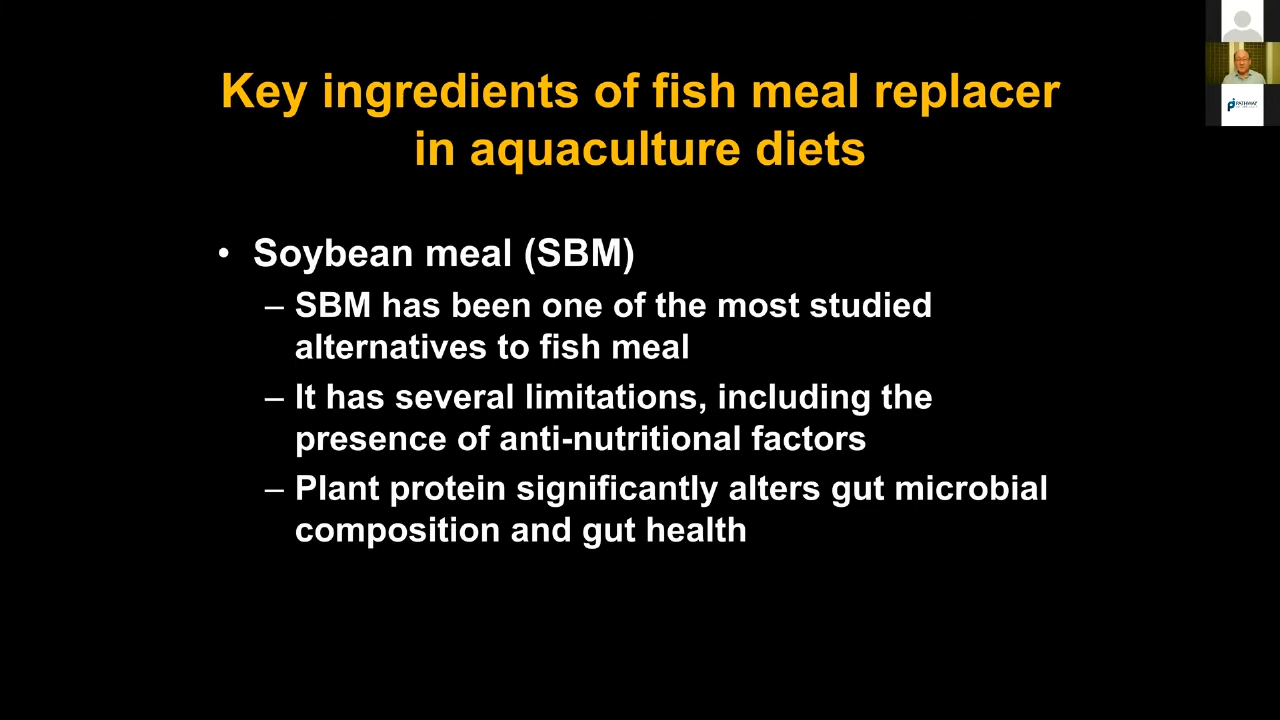 Key ingredients of fish meal replacer
in aquaculture diets
• Soybean meal (SBM)
– SBM has been one of the most studied
alternatives to fish meal
– It has several limitations, including the
presence of anti-nutritional factors
– Plant protein significantly alters gut microbial
composition and gut health
PATHWAY